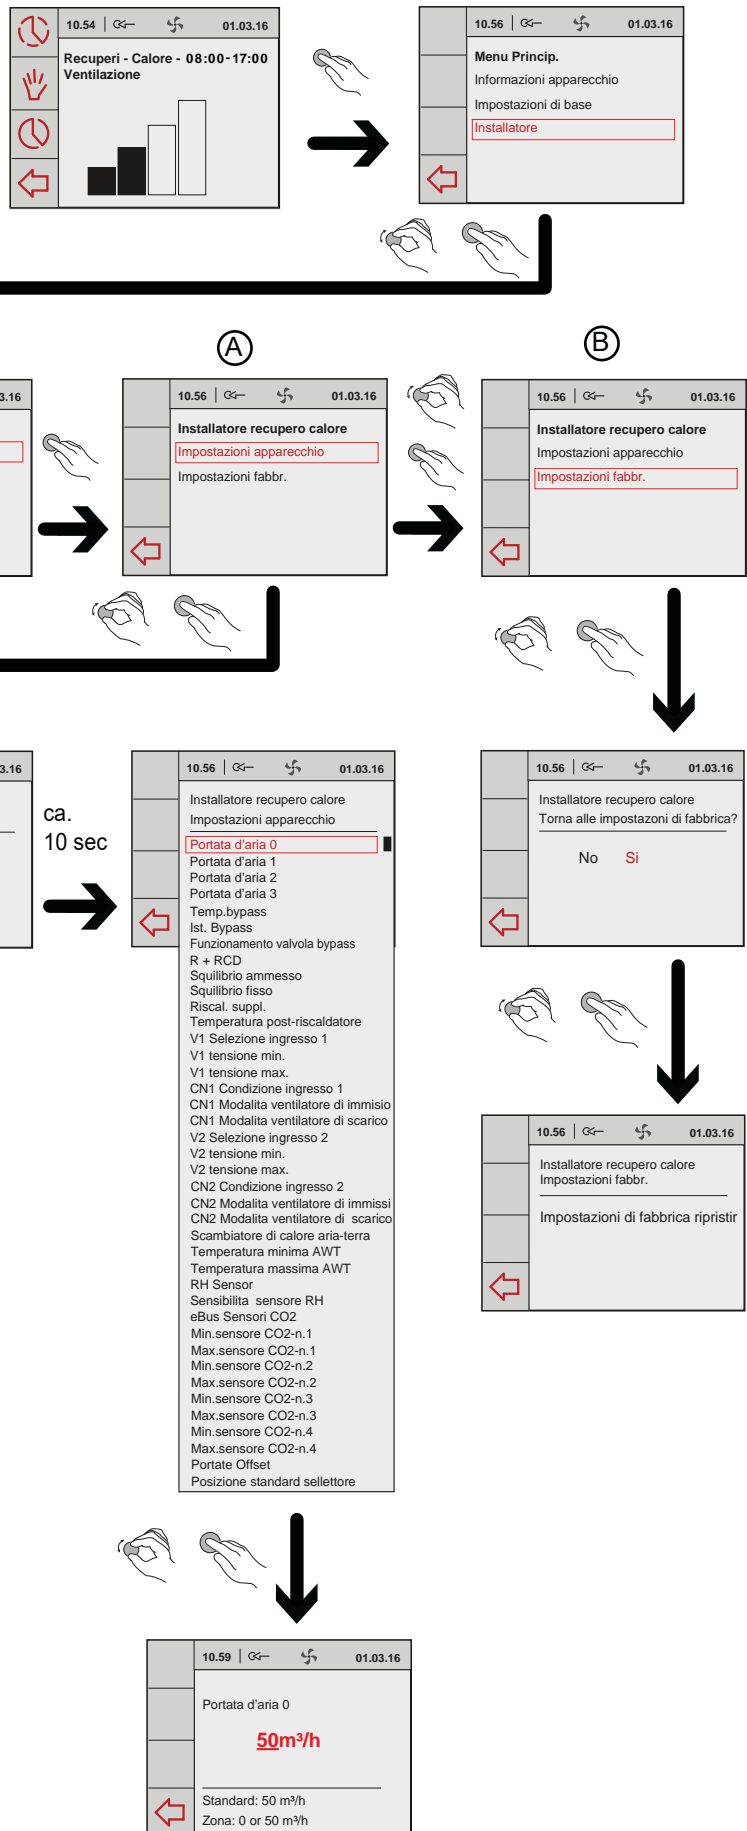 10.54
01.03.16
Recuperi - Calore - 08:00-17:00
Ventilazione
10.56
01.03.16
Menu Princip.
Informazioni apparecchio
Impostazioni di base
Installatore
A
B
3.16
10.56
01.03.16
Installatore recupero calore
Impostazioni apparecchio
Impostazioni fabbr.
10.56
01.03.16
Installatore recupero calore
Impostazioni apparecchio
Impostazioni fabbr.
3.16
ca.
10 sec
10.56
01.03.16
Installatore recupero calore
Impostazioni apparecchio
Portata d'aria 0
Portata d'aria 1
Portata d'aria 2
Portata d'aria 3
Temp.bypass
Ist. Bypass
Funzionamento valvola bypass
R + RCD
Squilibrio ammesso
Squilibrio fisso
Riscal. suppl.
Temperatura post-riscaldatore
V1 Selezione ingresso 1
V1 tensione min.
V1 tensione max.
CN1 Condizione ingresso 1
CN1 Modalita ventilatore di immisio
CN1 Modalita ventilatore di scarico
V2 Selezione ingresso 2
V2 tensione min.
V2 tensione max.
CN2 Condizione ingresso 2
CN2 Modalita ventilatore di immissi
CN2 Modalita ventilatore di scarico
Scambiatore di calore aria-terra
Temperatura minima AWT
Temperatura massima AWT
RH Sensor
Sensibilita sensore RH
eBus Sensori CO2
Min.sensore CO2-n.1
Max.sensore CO2-n.1
Min.sensore CO2-n.2
Max.sensore CO2-n.2
Min.sensore CO2-n.3
Max.sensore CO2-n.3
Min.sensore CO2-n.4
Max.sensore CO2-n.4
Portate Offset
Posizione standard sellettore
10.56
01.03.16
Installatore recupero calore
Torna alle impostazoni di fabbrica?
No Si
10.56
01.03.16
Installatore recupero calore
Impostazioni fabbr.
Impostazioni di fabbrica ripristir
10.59
01.03.16
Portata d'aria 0
50m³/h
Standard: 50 m³/h
Zona: 0 or 50 m³/h